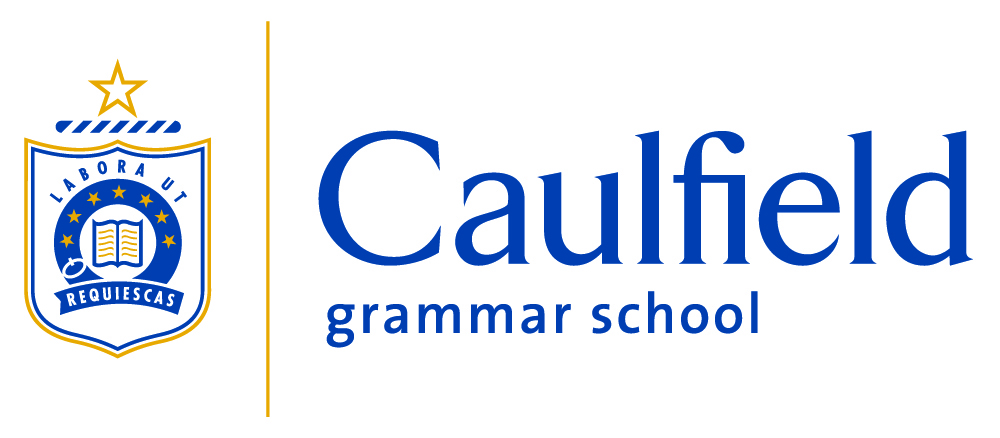 LABORA UT
REQUIESCAS
Caulfield
grammar school